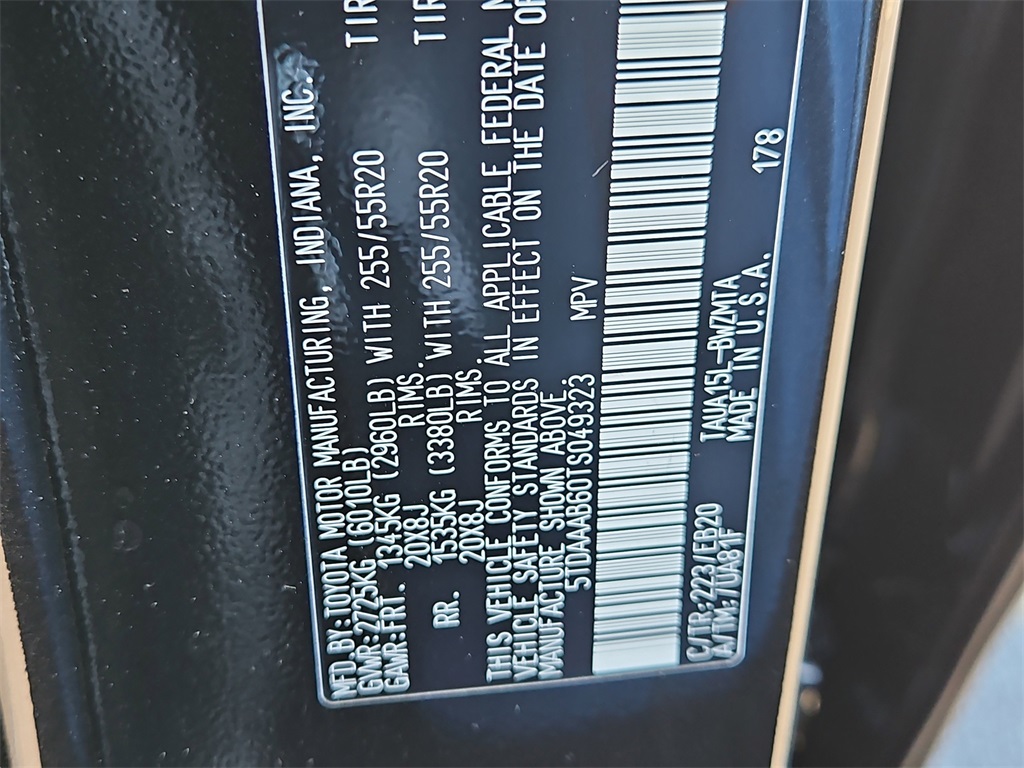 MFD.BY:TOYOTA MOTOR MANUFACTURING, INDIANA, INC.
GVWR:2725KG (6010LB)
GAWR:FRT. 1345KG (2960LB) WITH 255/55R20 TIR
20X8J RIMS.
RR. 1535KG (3380LB) WITH 255/55R20 TIR
20X8J RIMS.
THIS VEHICLE CONFORMS TO ALL APPLICABLE FEDERAL
VEHICLE SAFETY STANDARDS IN EFFECT ON THE DATE OF
MANUFACTURE SHOWN ABOVE.
5TDAAAB60TS049323 MPV
C/TR:2223/EB20 TAUA15L-BWZMTA 178
A/TM:-/UA81F MADE IN U.S.A.